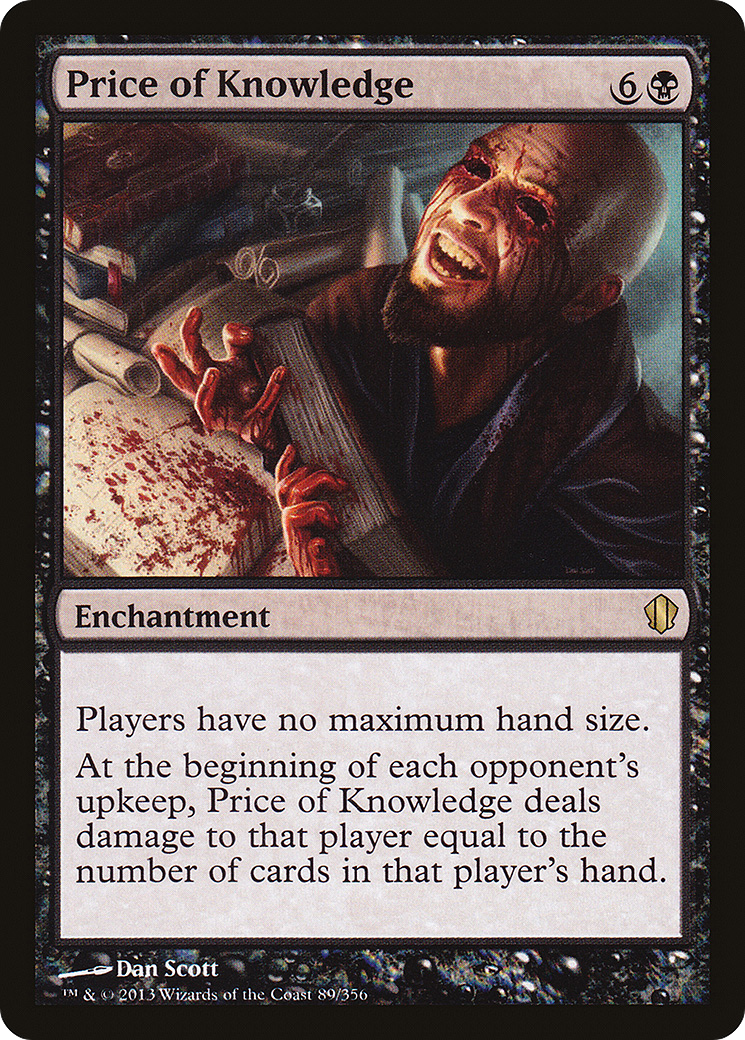 Price of Knowledge 6
Enchantment
Players have no maximum hand size.
At the beginning of each opponent's
upkeep, Price of Knowledge deals
damage to that player equal to the
number of cards in that player's hand.
Dan Scott
™ & © 2013 Wizards of the Coast 89/356